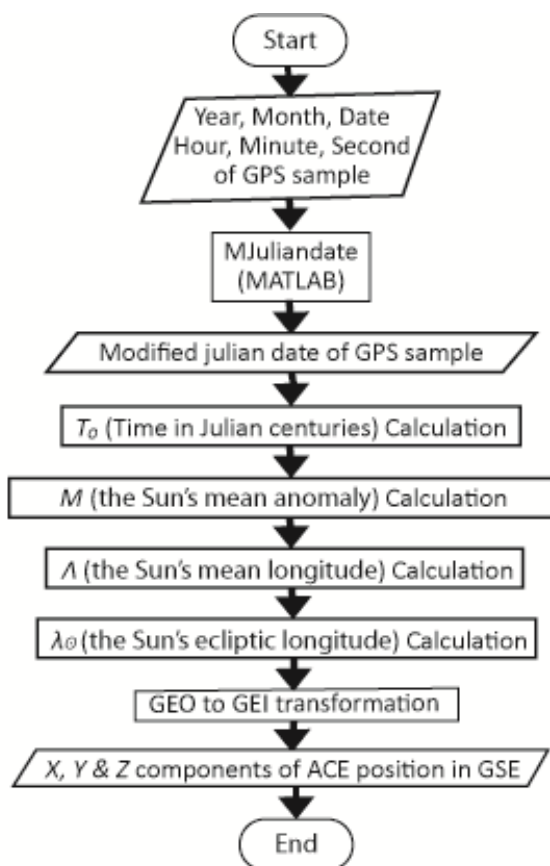 Start
Year, Month, Date
Hour, Minute, Second
of GPS sample
MJuliandate
(MATLAB)
Modified julian date of GPS sample
T₀ (Time in Julian centuries) Calculation
M (the Sun's mean anomaly) Calculation
Λ (the Sun's mean longitude) Calculation
λ⊙ (the Sun's ecliptic longitude) Calculation
GEO to GEI transformation
X, Y & Z components of ACE position in GSE
End